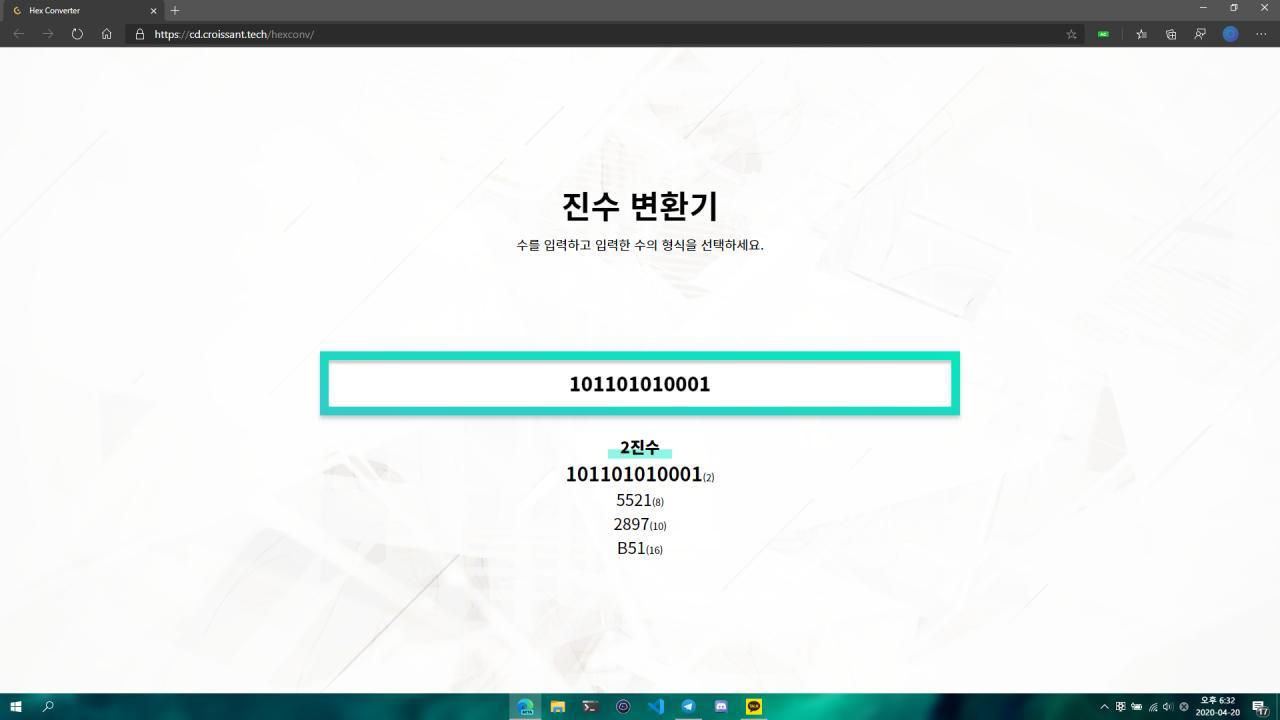 Hex Converter
https://cd.croissant.tech/hexconv/
진수 변환기
수를 입력하고 입력한 수의 형식을 선택하세요.
101101010001
2진수
101101010001(2)
5521(8)
2897(10)
B51(16)
오후 6:32
2020-04-20
17